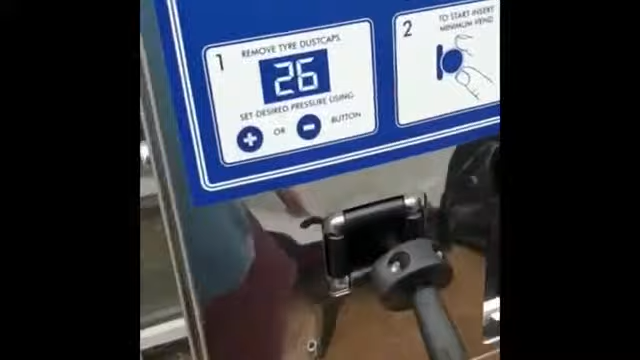 1
REMOVE TYRE DUSTCAPS
26
SET DESIRED PRESSURE USING
+ OR - BUTTON
2
TO START INSERT
MINIMUM VEND